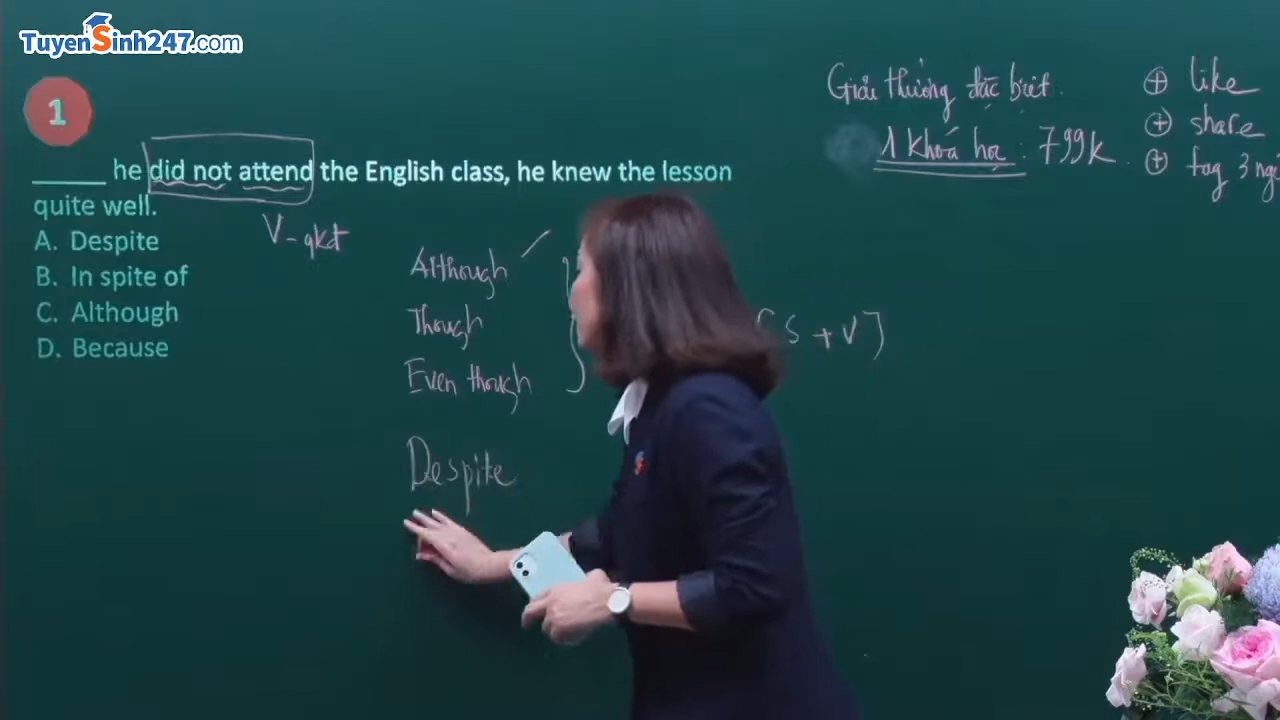 TuyenSinh247.com
1
_____ he did not attend the English class, he knew the lesson
quite well.
A. Despite
B. In spite of
C. Although
D. Because
V - qkđ
Although
Though
Even though
S + V
Despite
Giải thưởng đặc biệt.
1 khoá học : 799k.
+ like
+ share
+ tag 3